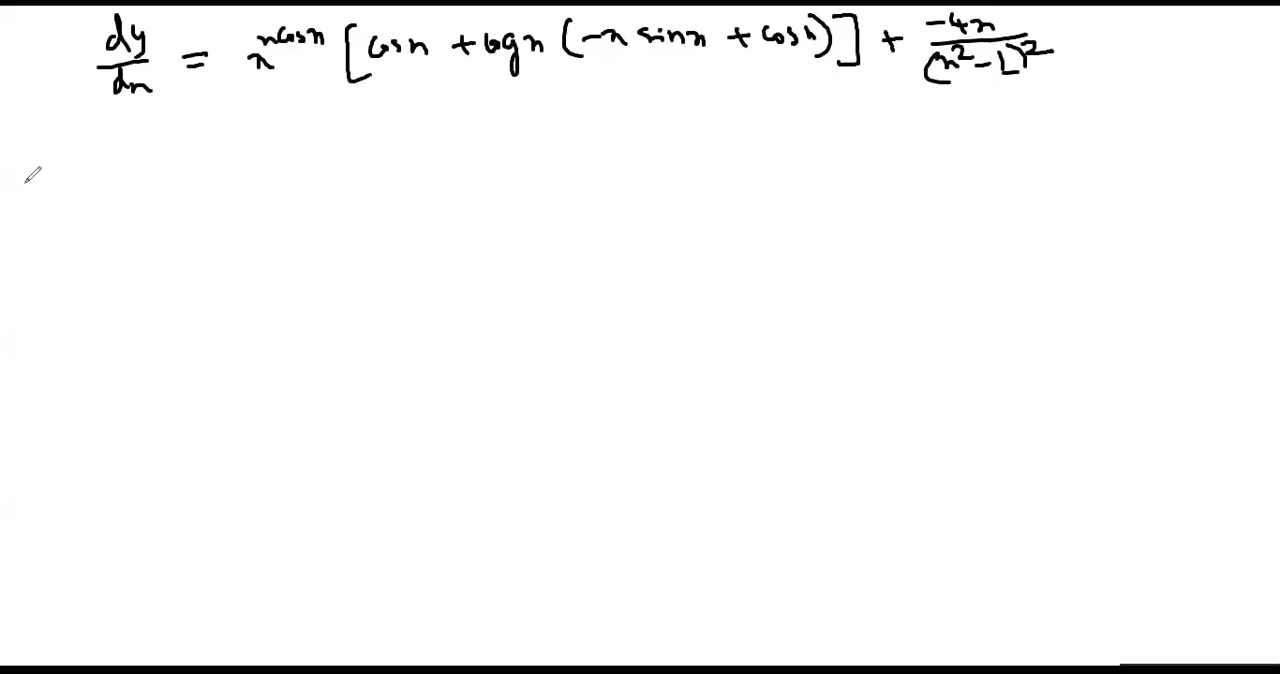 dy/dx = x^(x cos x) [cos x + log x (-x sin x + cos x)] + -4x/(x² - 1)²